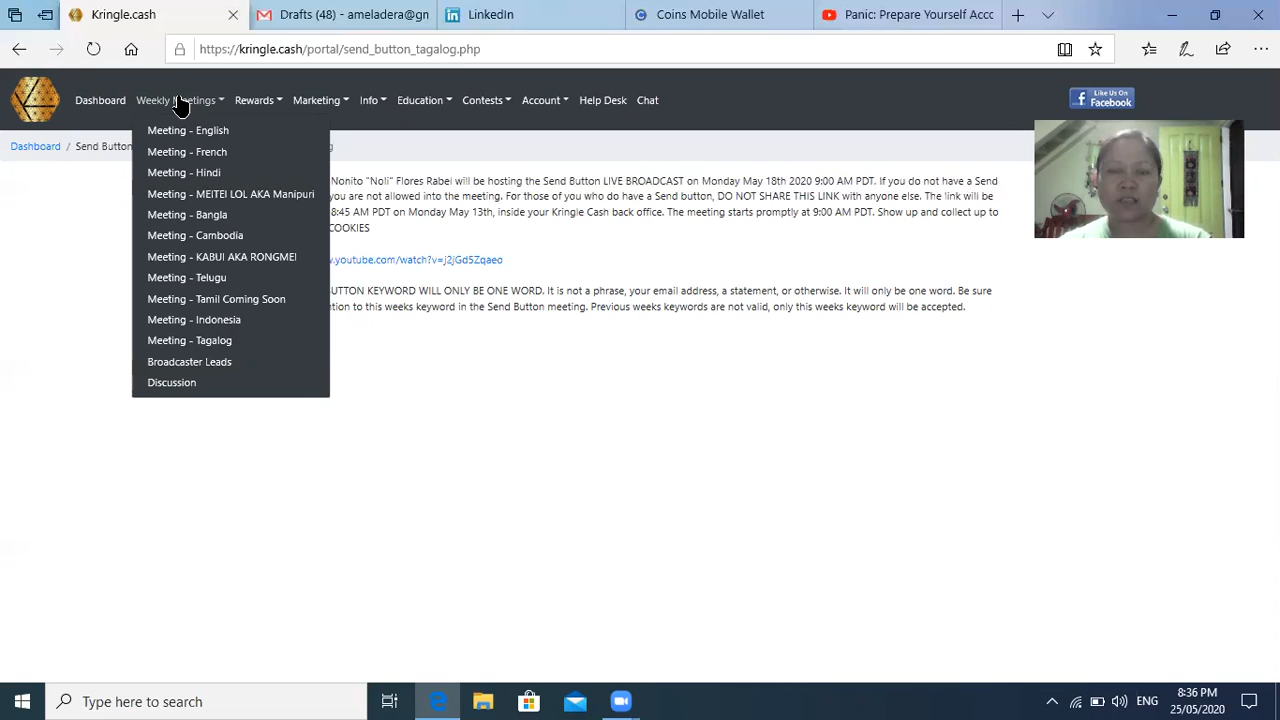 Kringle.cash
Drafts (48) - ameladera@gn
LinkedIn
Coins Mobile Wallet
Panic: Prepare Yourself Acco
https://kringle.cash/portal/send_button_tagalog.php
Dashboard
Weekly Meetings
Rewards
Marketing
Info
Education
Contests
Account
Help Desk
Chat
Like Us On
Facebook
Dashboard / Send Button
Meeting - English
Meeting - French
Meeting - Hindi
Meeting - MEITEI LOL AKA Manipuri
Meeting - Bangla
Meeting - Cambodia
Meeting - KABUI AKA RONGMEI
Meeting - Telugu
Meeting - Tamil Coming Soon
Meeting - Indonesia
Meeting - Tagalog
Broadcaster Leads
Discussion
Nonito "Noli" Flores Rabel will be hosting the Send Button LIVE BROADCAST on Monday May 18th 2020 9:00 AM PDT. If you do not have a Send
you are not allowed into the meeting. For those of you who do have a Send button, DO NOT SHARE THIS LINK with anyone else. The link will be
8:45 AM PDT on Monday May 13th, inside your Kringle Cash back office. The meeting starts promptly at 9:00 AM PDT. Show up and collect up to
COOKIES
w.youtube.com/watch?v=j2jGd5Zqaeo
UTTON KEYWORD WILL ONLY BE ONE WORD. It is not a phrase, your email address, a statement, or otherwise. It will only be one word. Be sure
ention to this weeks keyword in the Send Button meeting. Previous weeks keywords are not valid, only this weeks keyword will be accepted.
Type here to search
ENG
8:36 PM
25/05/2020